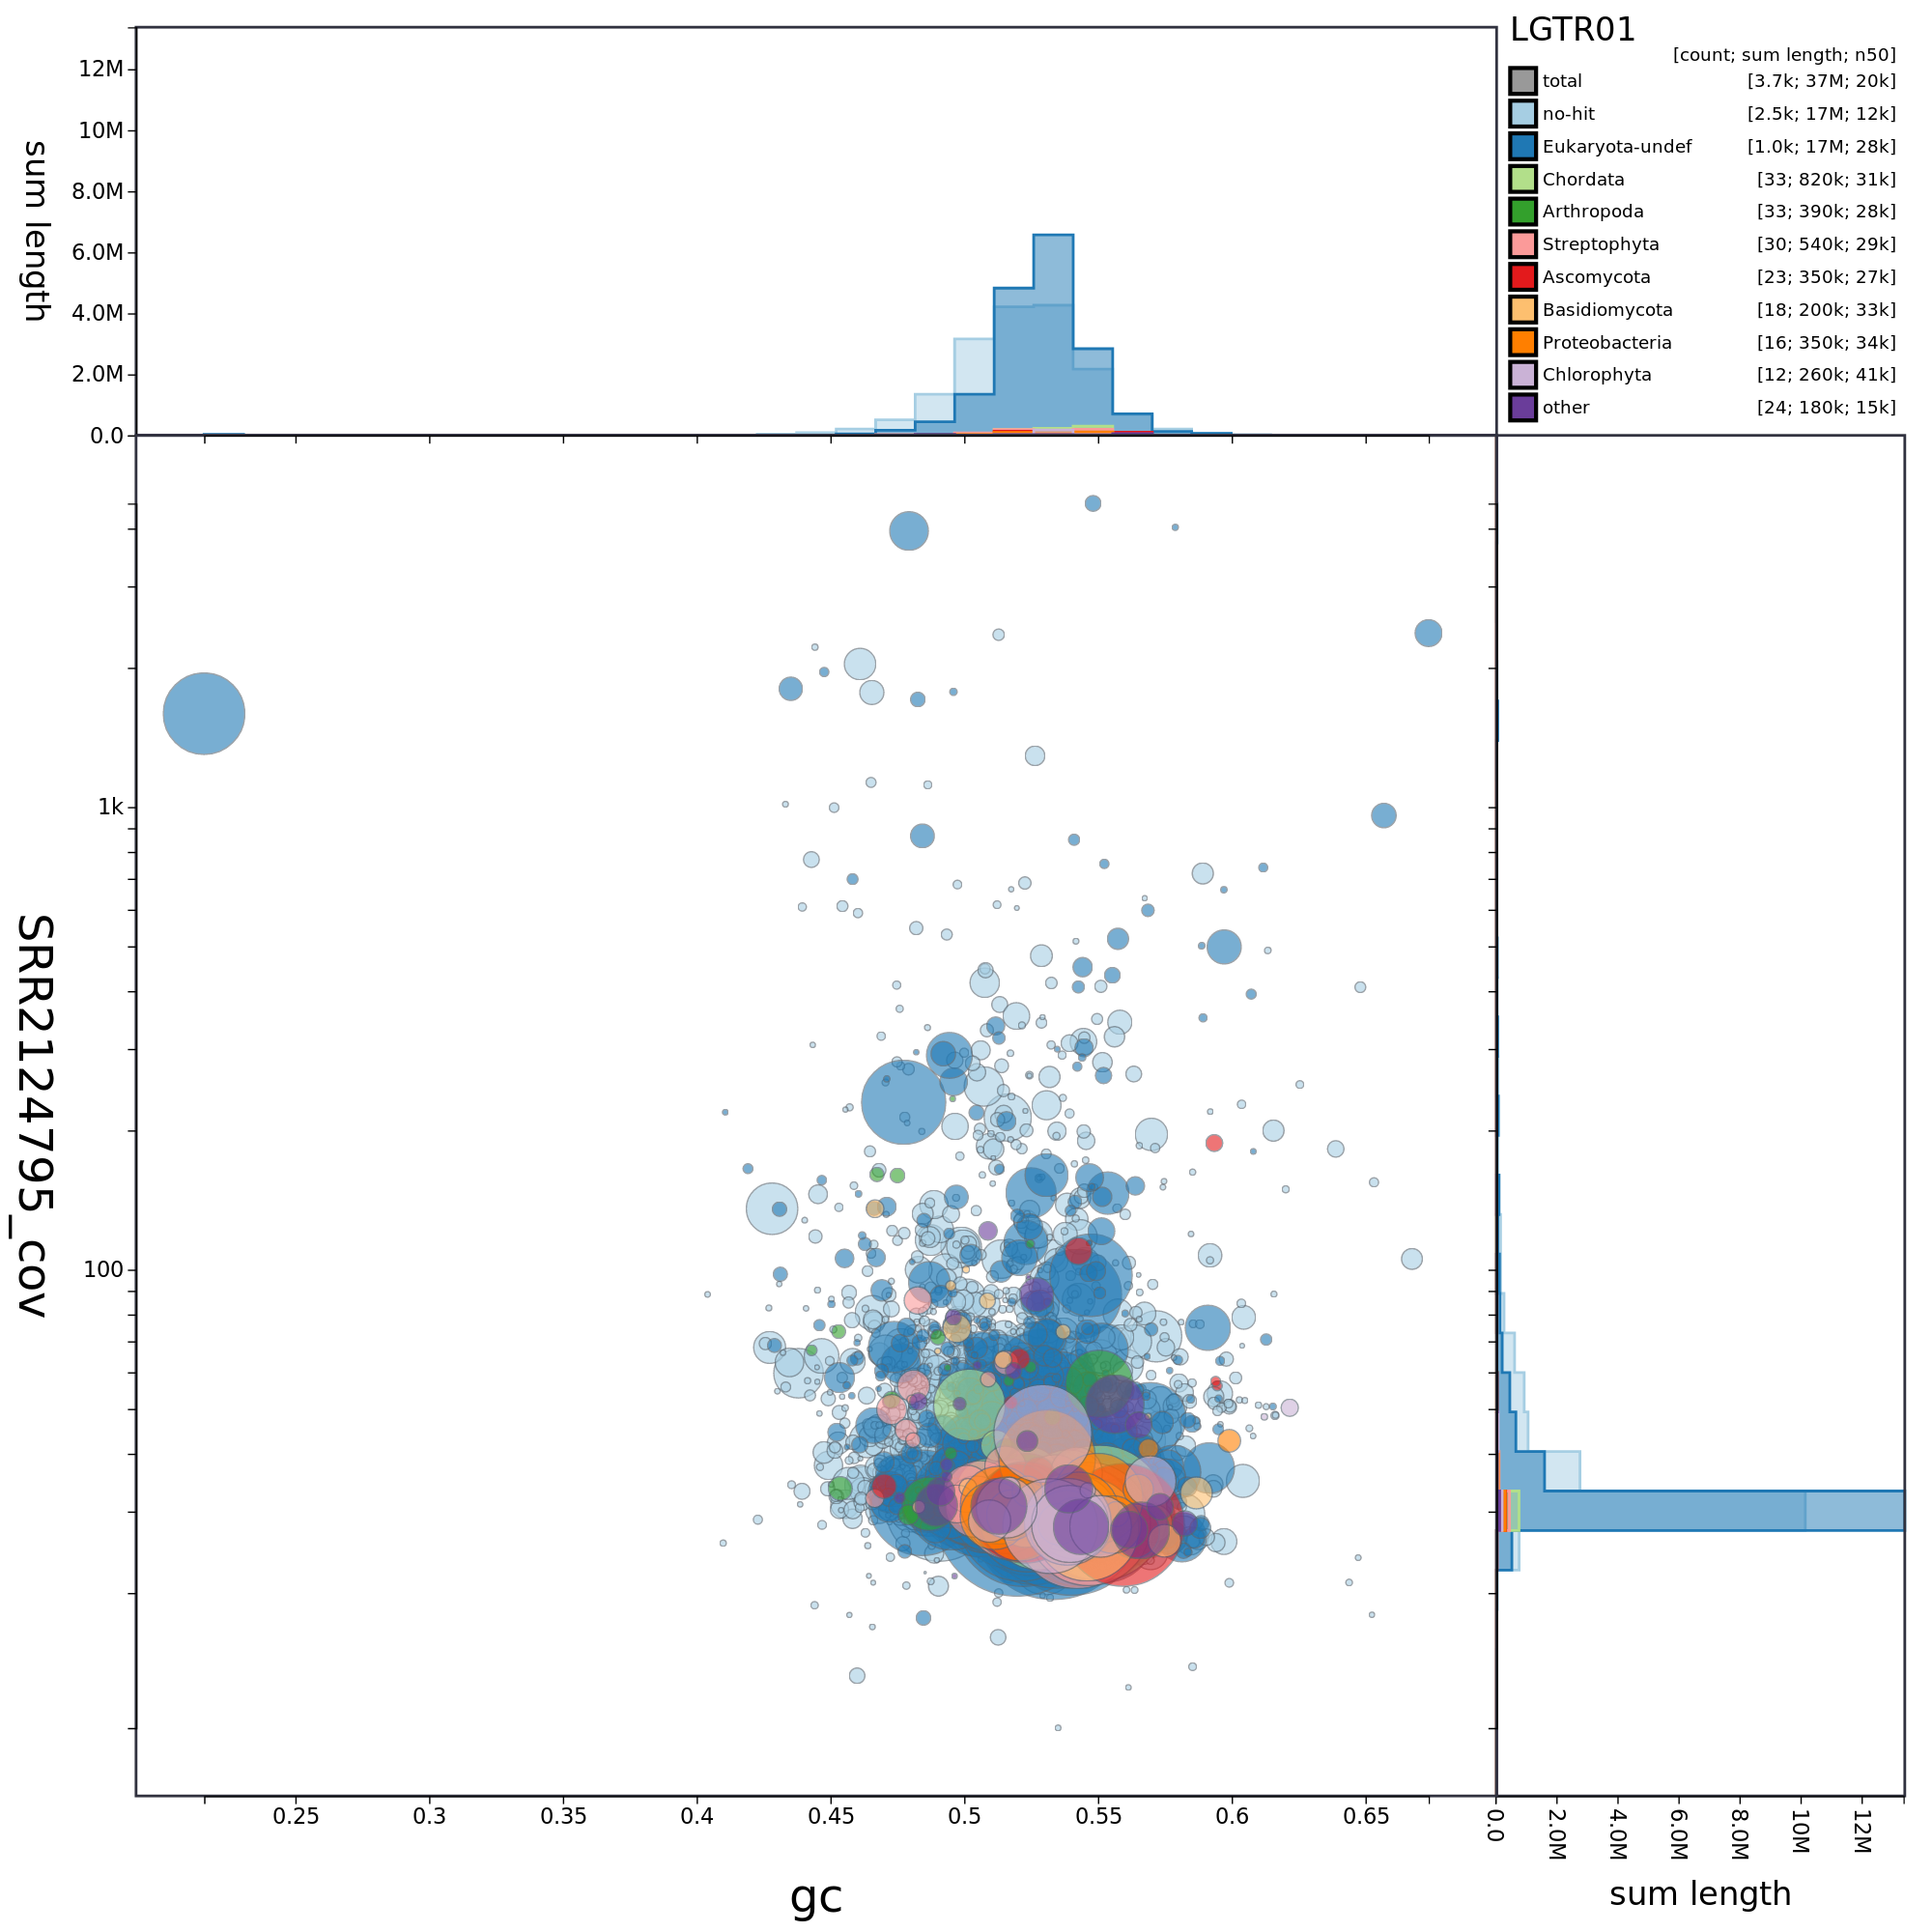 LGTR01
[count; sum length; n50]
total [3.7k; 37M; 20k]
no-hit [2.5k; 17M; 12k]
Eukaryota-undef [1.0k; 17M; 28k]
Chordata [33; 820k; 31k]
Arthropoda [33; 390k; 28k]
Streptophyta [30; 540k; 29k]
Ascomycota [23; 350k; 27k]
Basidiomycota [18; 200k; 33k]
Proteobacteria [16; 350k; 34k]
Chlorophyta [12; 260k; 41k]
other [24; 180k; 15k]
sum length
12M
10M
8.0M
6.0M
4.0M
2.0M
0.0
SRR2124795_cov
1k
100
0.25 0.3 0.35 0.4 0.45 0.5 0.55 0.6 0.65
gc
0.0 2.0M 4.0M 6.0M 8.0M 10M 12M
sum length